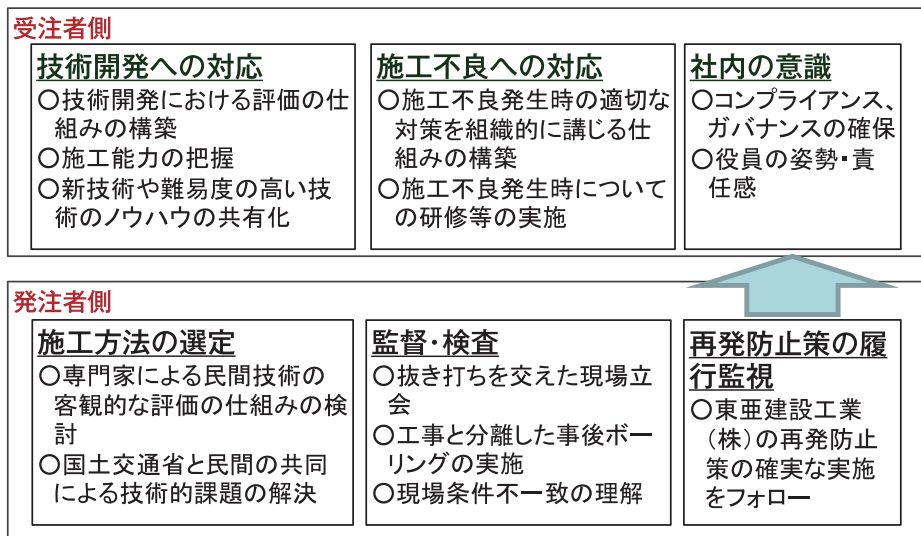 受注者側
技術開発への対応
○技術開発における評価の仕
組みの構築
○施工能力の把握
○新技術や難易度の高い技
術のノウハウの共有化
施工不良への対応
○施工不良発生時の適切な
対策を組織的に講じる仕
組みの構築
○施工不良発生時について
の研修等の実施
社内の意識
○コンプライアンス、
ガバナンスの確保
○役員の姿勢・責
任感
発注者側
施工方法の選定
○専門家による民間技術の
客観的な評価の仕組みの検
討
○国土交通省と民間の共同
による技術的課題の解決
監督・検査
○抜き打ちを交えた現場立
会
○工事と分離した事後ボー
リングの実施
○現場条件不一致の理解
再発防止策の履
行監視
○東亜建設工業
（株）の再発防止
策の確実な実施
をフォロー